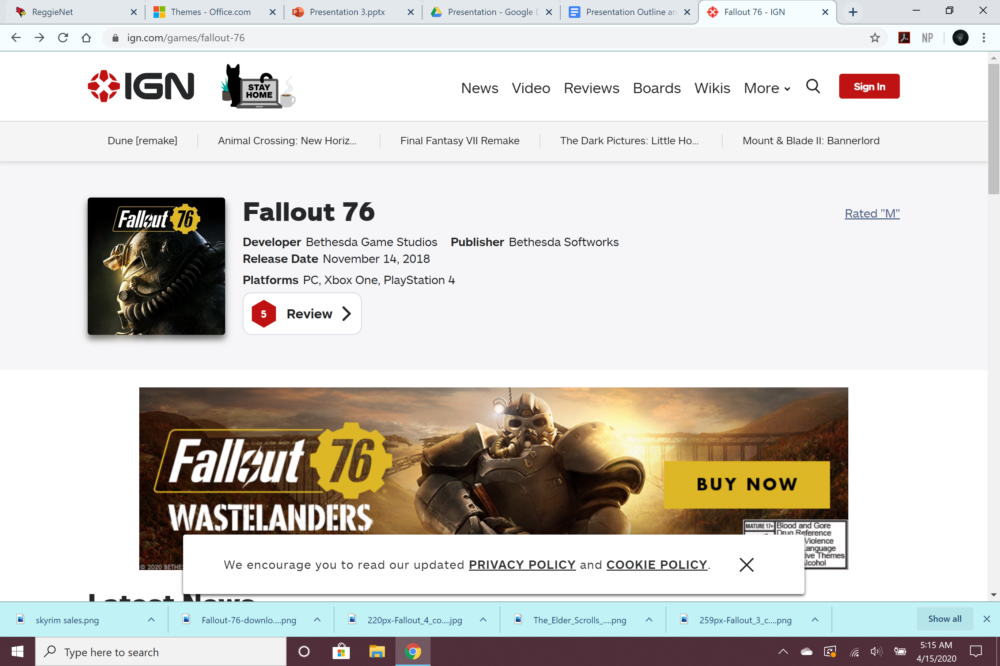 ReggieNet
Themes - Office.com
Presentation 3.pptx
Presentation - Google D
Presentation Outline an
Fallout 76 - IGN
ign.com/games/fallout-76
NP
IGN
STAY
HOME
News
Video
Reviews
Boards
Wikis
More
Sign In
Dune [remake]
Animal Crossing: New Horiz...
Final Fantasy VII Remake
The Dark Pictures: Little Ho...
Mount & Blade II: Bannerlord
Fallout 76
Fallout 76
Rated "M"
Developer Bethesda Game Studios Publisher Bethesda Softworks
Release Date November 14, 2018
Platforms PC, Xbox One, PlayStation 4
5 Review
Fallout 76
WASTELANDERS
BUY NOW
MATURE 17+
Blood and Gore
Drug Reference
Violence
Language
ive Themes
Alcohol
© 2020 BETHES
We encourage you to read our updated PRIVACY POLICY and COOKIE POLICY.
Latest News
skyrim sales.png
Fallout-76-downlo....png
220px-Fallout_4_co....jpg
The_Elder_Scrolls_....png
259px-Fallout_3_c....png
Show all
Type here to search
5:15 AM
4/15/2020